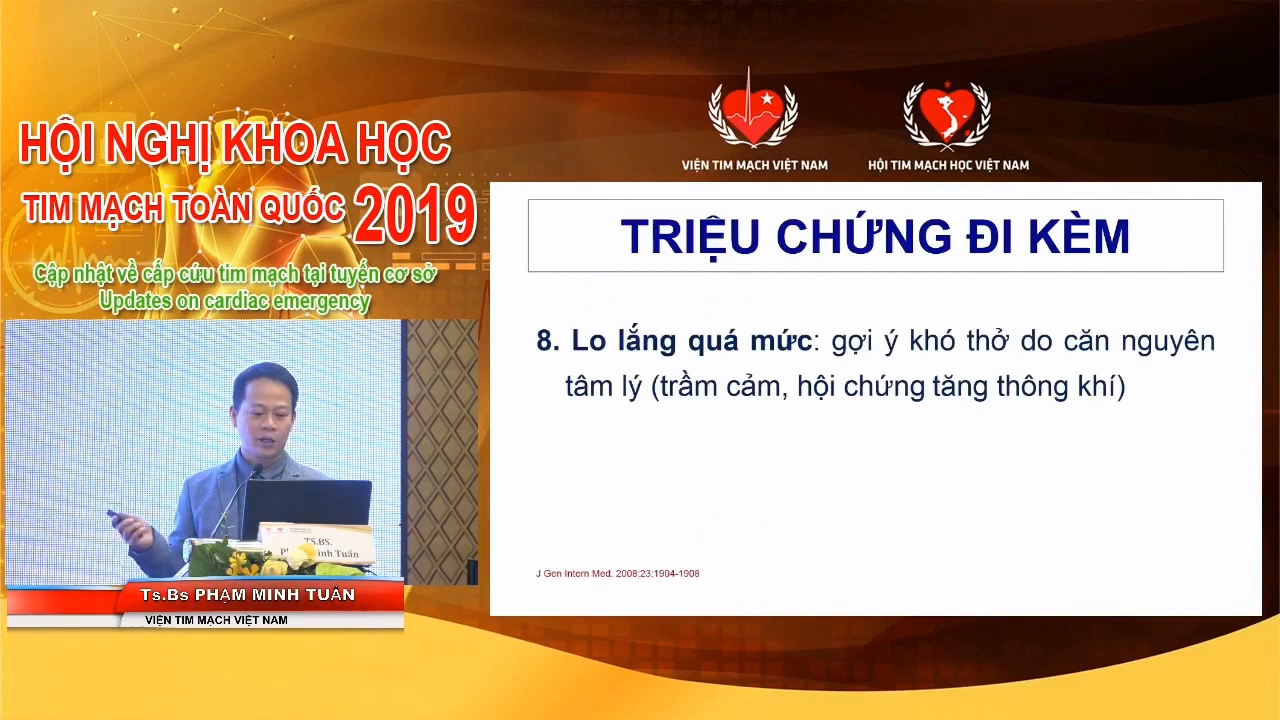 HỘI NGHỊ KHOA HỌC
TIM MẠCH TOÀN QUỐC 2019
Cập nhật về cấp cứu tim mạch tại tuyến cơ sở
Updates on cardiac emergency
VIỆN TIM MẠCH VIỆT NAM
HỘI TIM MẠCH HỌC VIỆT NAM
TRIỆU CHỨNG ĐI KÈM
8. Lo lắng quá mức: gợi ý khó thở do căn nguyên
tâm lý (trầm cảm, hội chứng tăng thông khí)
J Gen Intern Med. 2008;23:1904-1908
TS.BS.
Minh Tuấn
Ts.Bs PHẠM MINH TUẤN
VIỆN TIM MẠCH VIỆT NAM